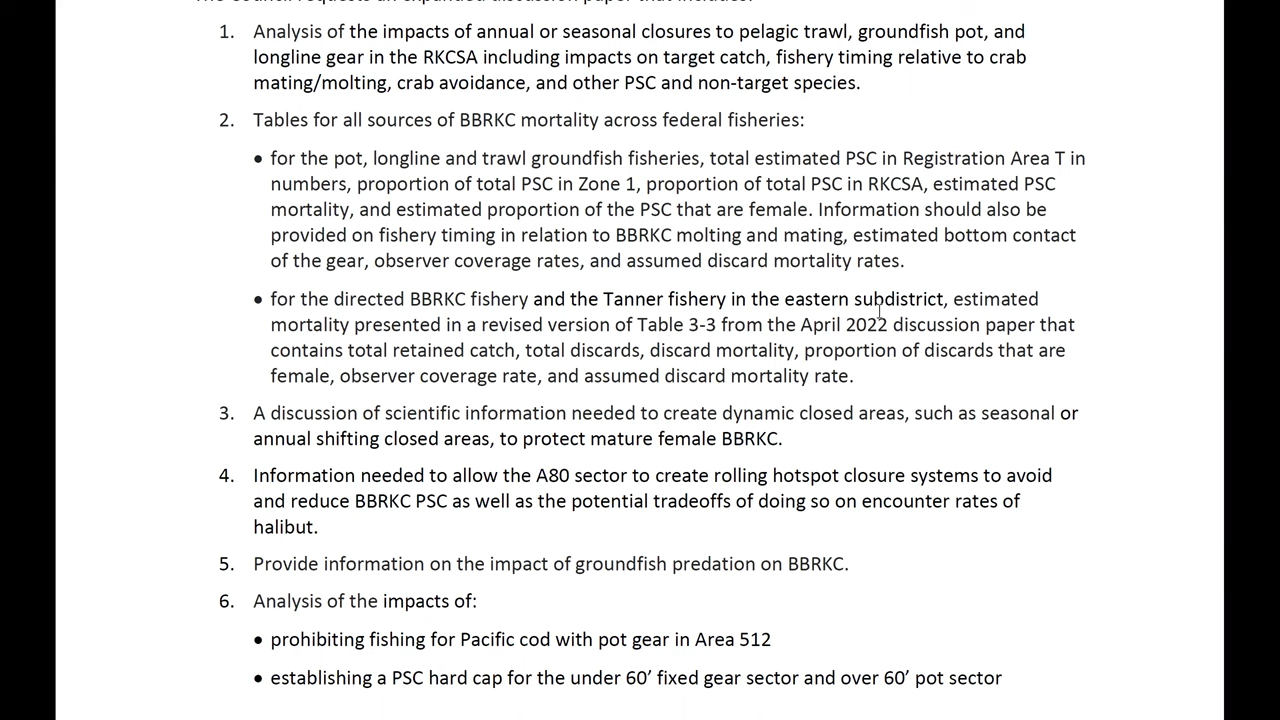 The Council requests an expanded discussion paper that includes:
1. Analysis of the impacts of annual or seasonal closures to pelagic trawl, groundfish pot, and
longline gear in the RKCSA including impacts on target catch, fishery timing relative to crab
mating/molting, crab avoidance, and other PSC and non-target species.
2. Tables for all sources of BBRKC mortality across federal fisheries:
• for the pot, longline and trawl groundfish fisheries, total estimated PSC in Registration Area T in
numbers, proportion of total PSC in Zone 1, proportion of total PSC in RKCSA, estimated PSC
mortality, and estimated proportion of the PSC that are female. Information should also be
provided on fishery timing in relation to BBRKC molting and mating, estimated bottom contact
of the gear, observer coverage rates, and assumed discard mortality rates.
• for the directed BBRKC fishery and the Tanner fishery in the eastern subdistrict, estimated
mortality presented in a revised version of Table 3-3 from the April 2022 discussion paper that
contains total retained catch, total discards, discard mortality, proportion of discards that are
female, observer coverage rate, and assumed discard mortality rate.
3. A discussion of scientific information needed to create dynamic closed areas, such as seasonal or
annual shifting closed areas, to protect mature female BBRKC.
4. Information needed to allow the A80 sector to create rolling hotspot closure systems to avoid
and reduce BBRKC PSC as well as the potential tradeoffs of doing so on encounter rates of
halibut.
5. Provide information on the impact of groundfish predation on BBRKC.
6. Analysis of the impacts of:
• prohibiting fishing for Pacific cod with pot gear in Area 512
• establishing a PSC hard cap for the under 60′ fixed gear sector and over 60′ pot sector